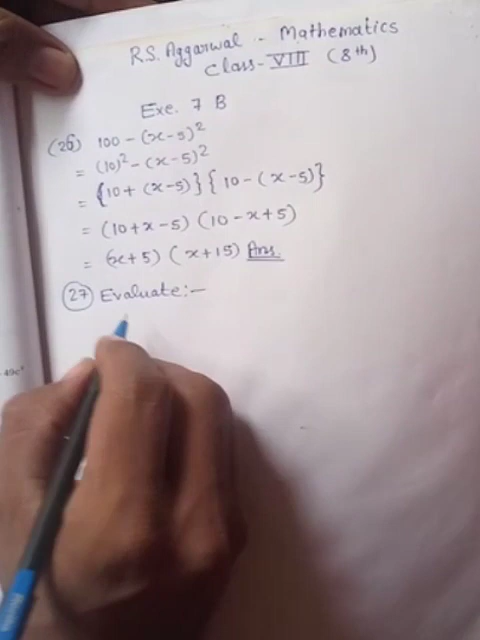 R.S. Aggarwal - Mathematics
Class - VIII (8th)
Exe. 7 B
(26) 100 - (x-5)²
= (10)² - (x-5)²
= {10 + (x-5)} {10 - (x-5)}
= (10+x-5) (10-x+5)
= (x+5) (x+15) Ans.
(27) Evaluate:-